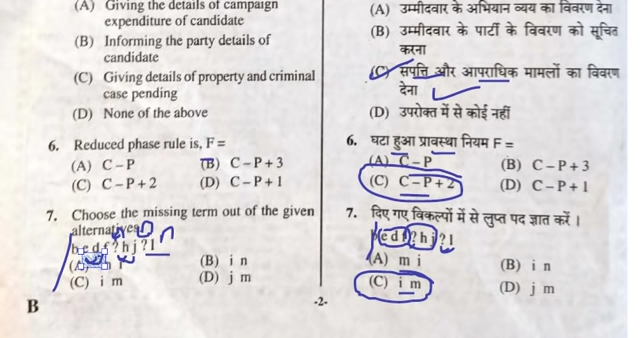 (A) Giving the details of campaign
expenditure of candidate
(B) Informing the party details of
candidate
(C) Giving details of property and criminal
case pending
(D) None of the above
6. Reduced phase rule is, F =
(A) C – P
(B) C – P + 3
(C) C – P + 2
(D) C – P + 1
7. Choose the missing term out of the given
alternatives
b e d f ? h j ? l
(B) i n
(C) i m
(D) j m
B
-2-
(A) उम्मीदवार के अभियान व्यय का विवरण देना
(B) उम्मीदवार के पार्टी के विवरण को सूचित
करना
(C) संपत्ति और आपराधिक मामलों का विवरण
देना
(D) उपरोक्त में से कोई नहीं
6. घटा हुआ प्रावस्था नियम F =
(A) C – P
(B) C – P + 3
(C) C – P + 2
(D) C – P + 1
7. दिए गए विकल्पों में से लुप्त पद ज्ञात करें ।
b e d f ? h j ? l
(A) m i
(B) i n
(C) i m
(D) j m